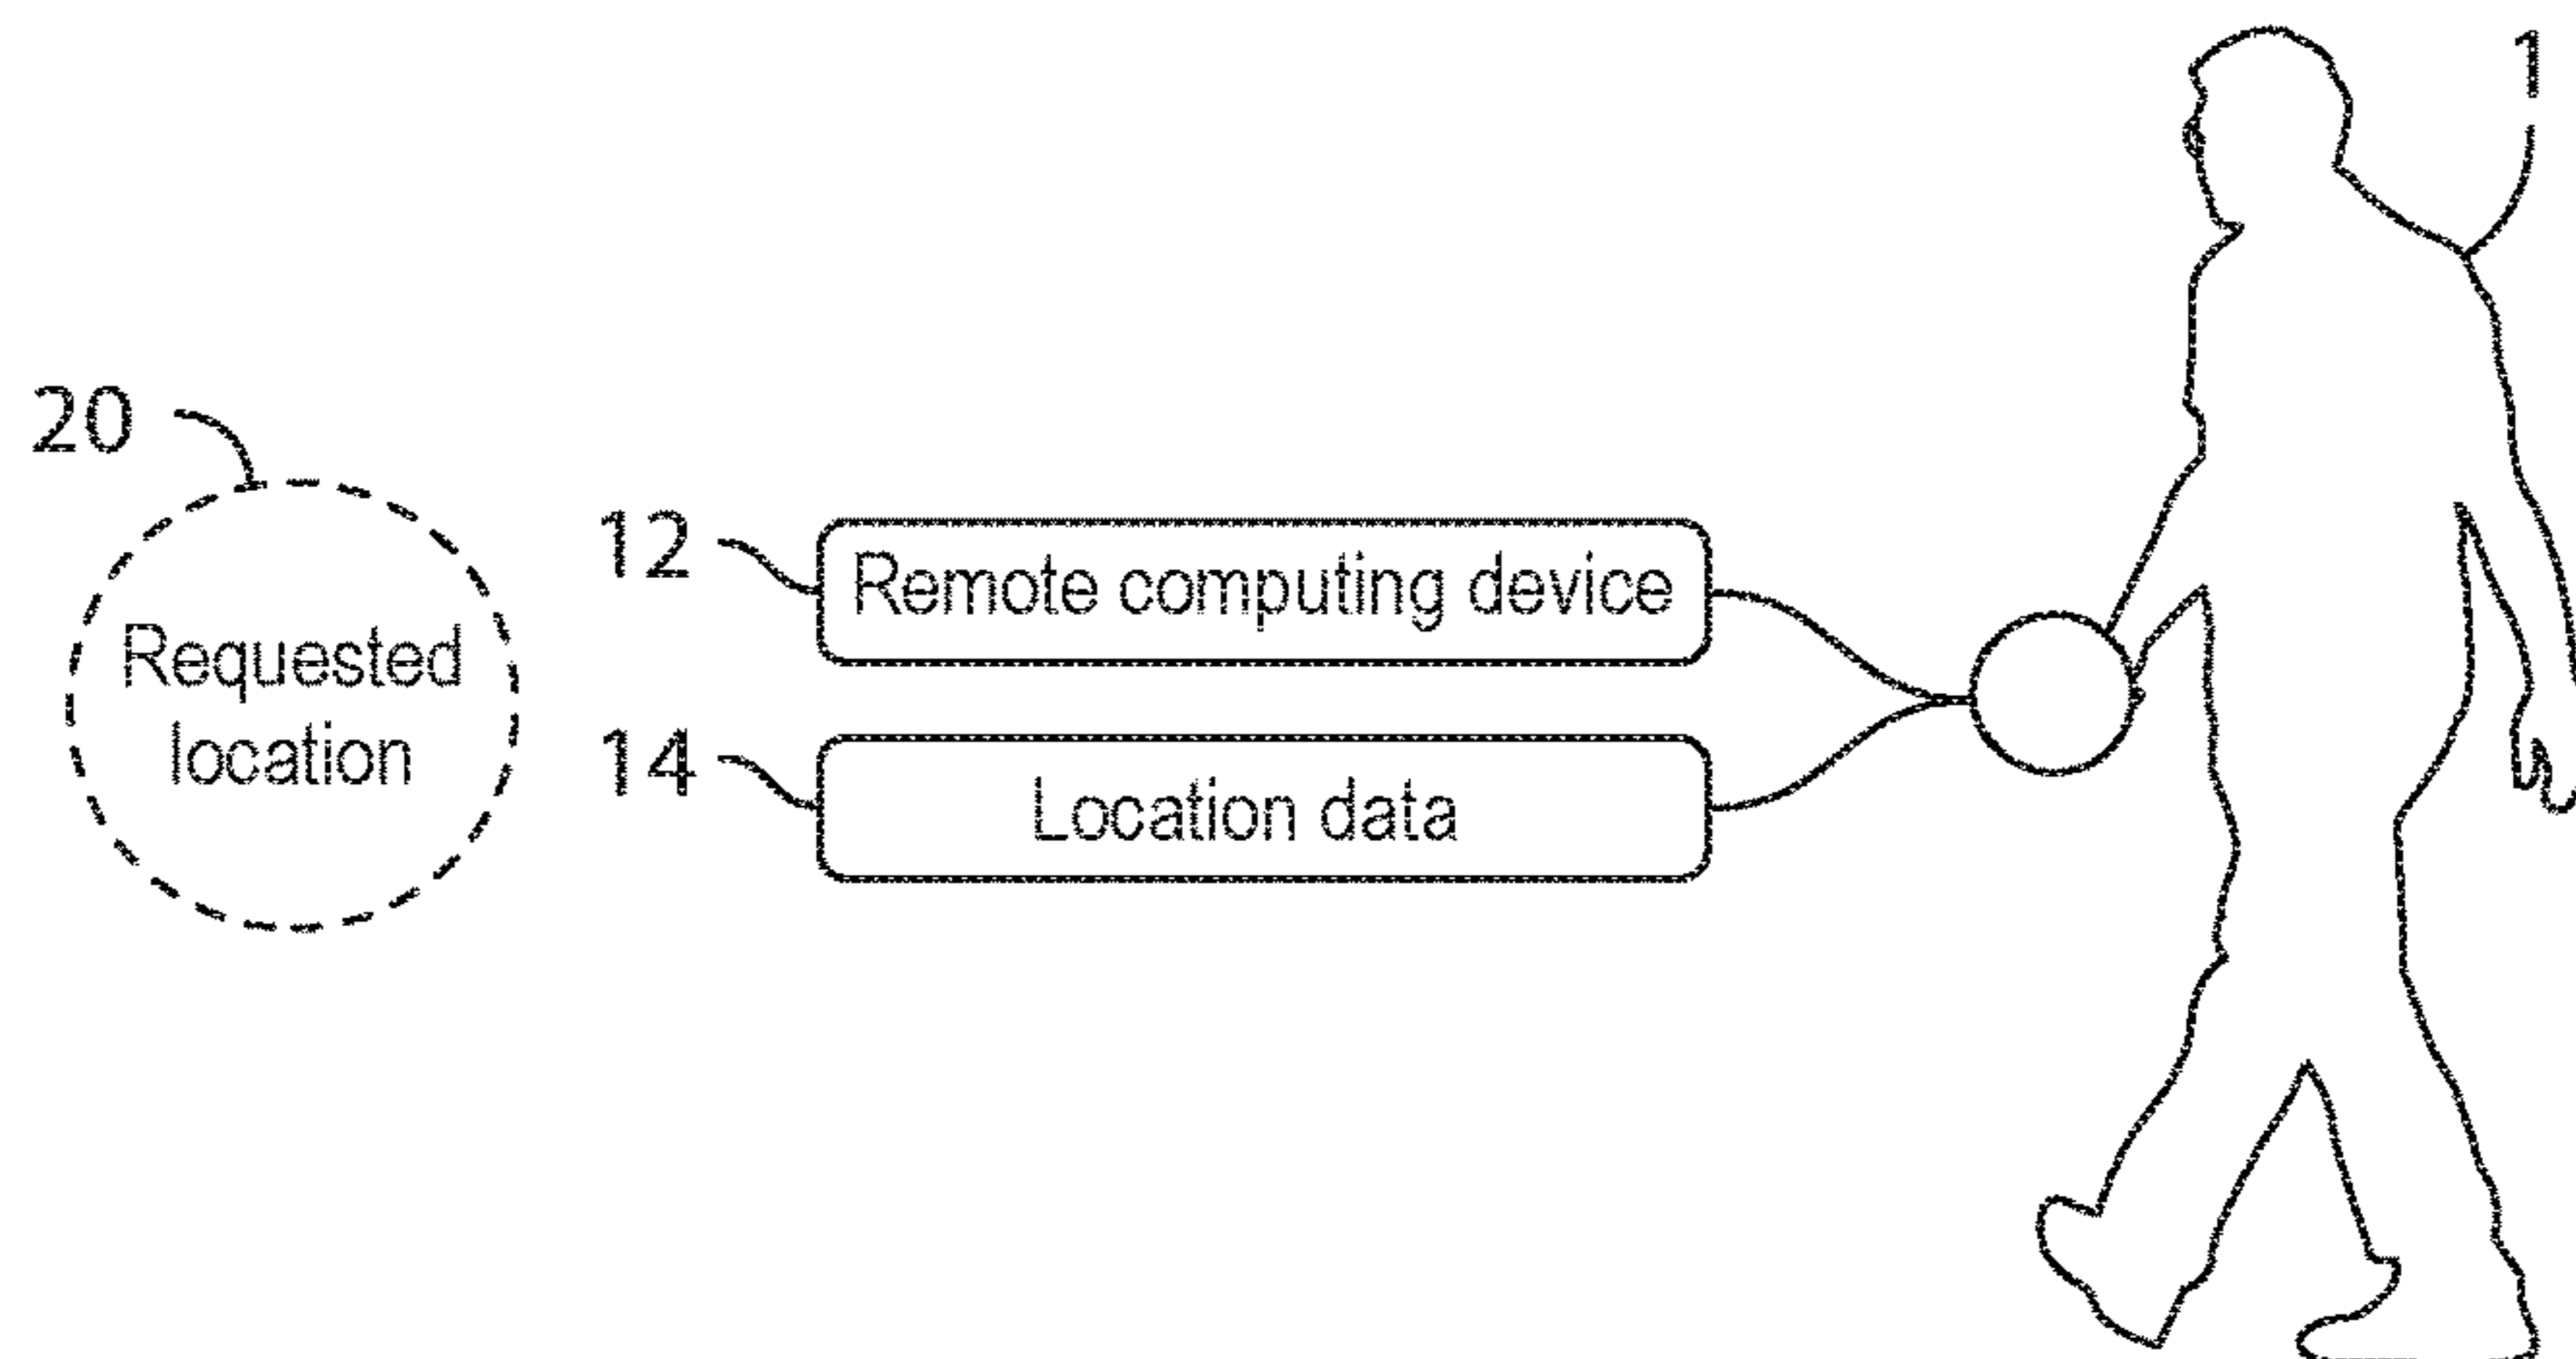 1
20
12
Remote computing device
Requested
location
14
Location data